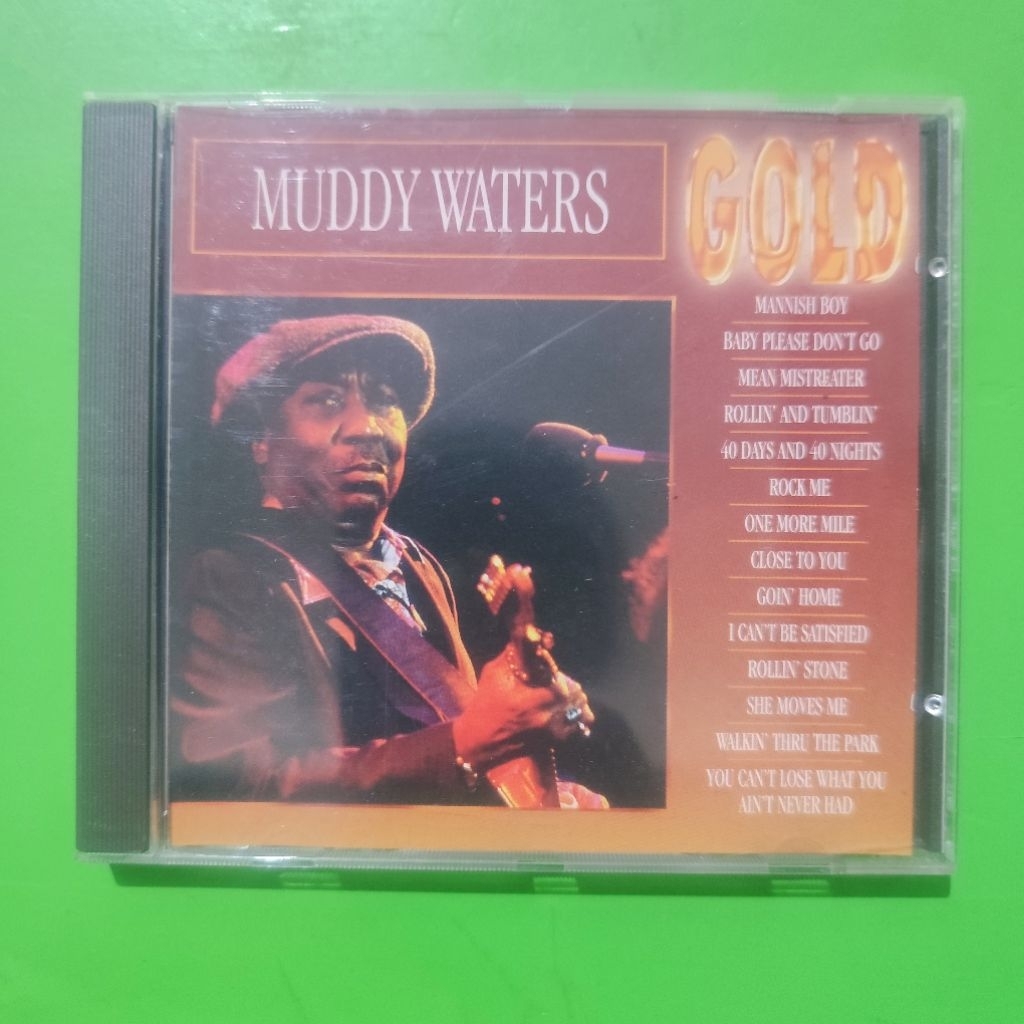 MUDDY WATERS
GOLD
MANNISH BOY
BABY PLEASE DON'T GO
MEAN MISTREATER
ROLLIN' AND TUMBLIN'
40 DAYS AND 40 NIGHTS
ROCK ME
ONE MORE MILE
CLOSE TO YOU
GOIN' HOME
I CAN'T BE SATISFIED
ROLLIN' STONE
SHE MOVES ME
WALKIN' THRU THE PARK
YOU CAN'T LOSE WHAT YOU
AIN'T NEVER HAD